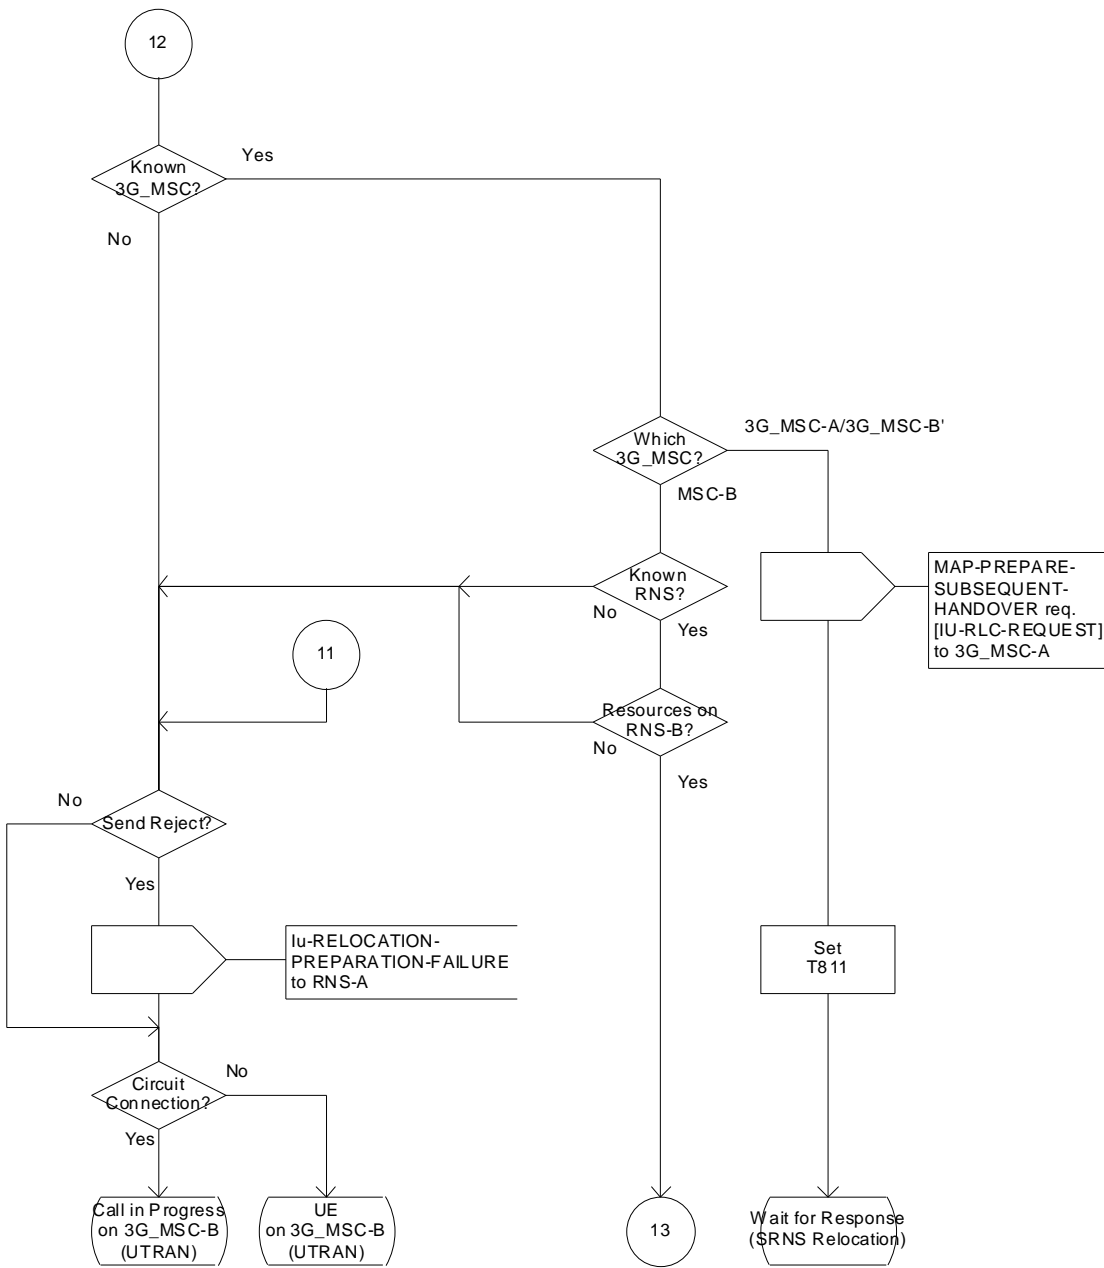 12
Known
3G_MSC?
Yes
No
Which
3G_MSC?
3G_MSC-A/3G_MSC-B'
MSC-B
Known
RNS?
No
Yes
MAP-PREPARE-
SUBSEQUENT-
HANDOVER req.
[IU-RLC-REQUEST]
to 3G_MSC-A
11
Resources on
RNS-B?
No
Yes
No
Send Reject?
Yes
Iu-RELOCATION-
PREPARATION-FAILURE
to RNS-A
Set
T811
Circuit
Connection?
No
Yes
Call in Progress
on 3G_MSC-B
(UTRAN)
UE
on 3G_MSC-B
(UTRAN)
13
Wait for Response
(SRNS Relocation)